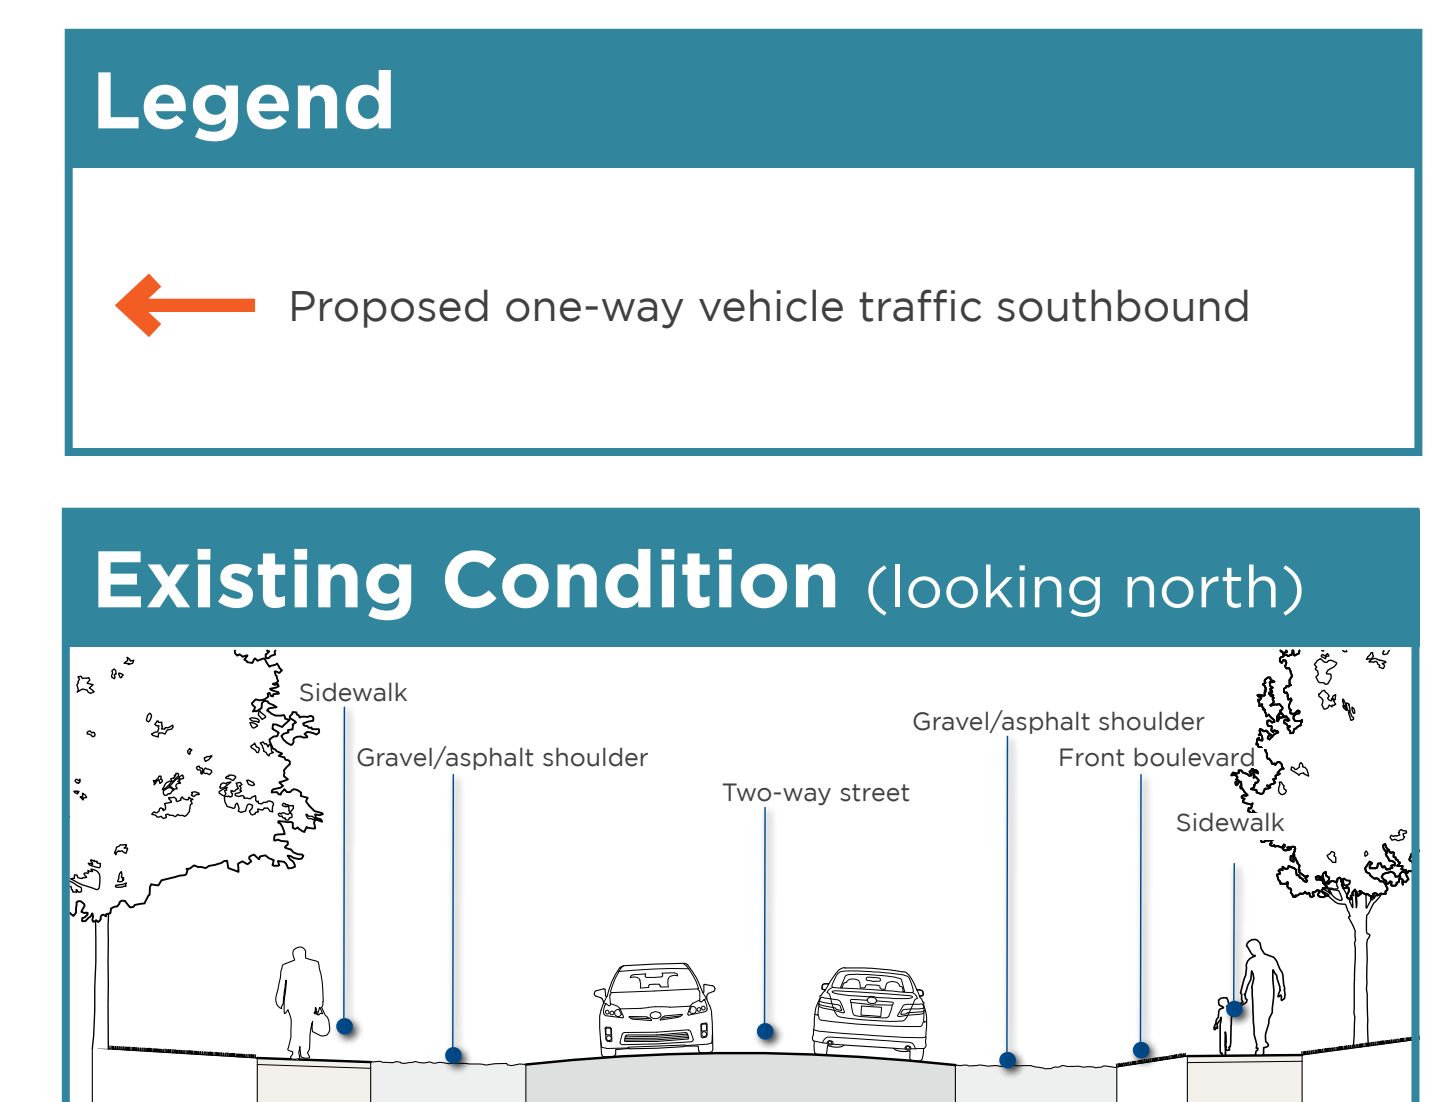 Legend
Proposed one-way vehicle traffic southbound
Existing Condition (looking north)
Sidewalk
Gravel/asphalt shoulder
Gravel/asphalt shoulder
Front boulevard
Two-way street
Sidewalk